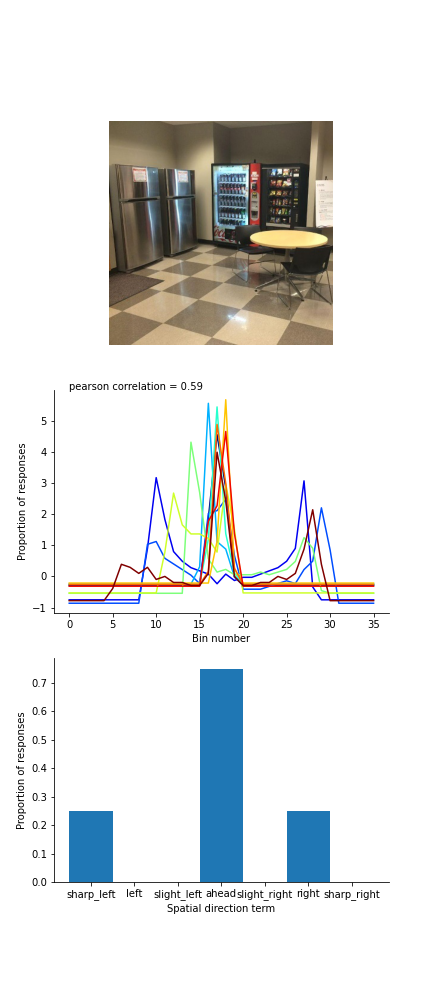 pearson correlation = 0.59
Proportion of responses
5
4
3
2
1
0
−1
0 5 10 15 20 25 30 35
Bin number
Proportion of responses
0.7
0.6
0.5
0.4
0.3
0.2
0.1
0.0
sharp_left left slight_left ahead slight_right right sharp_right
Spatial direction term